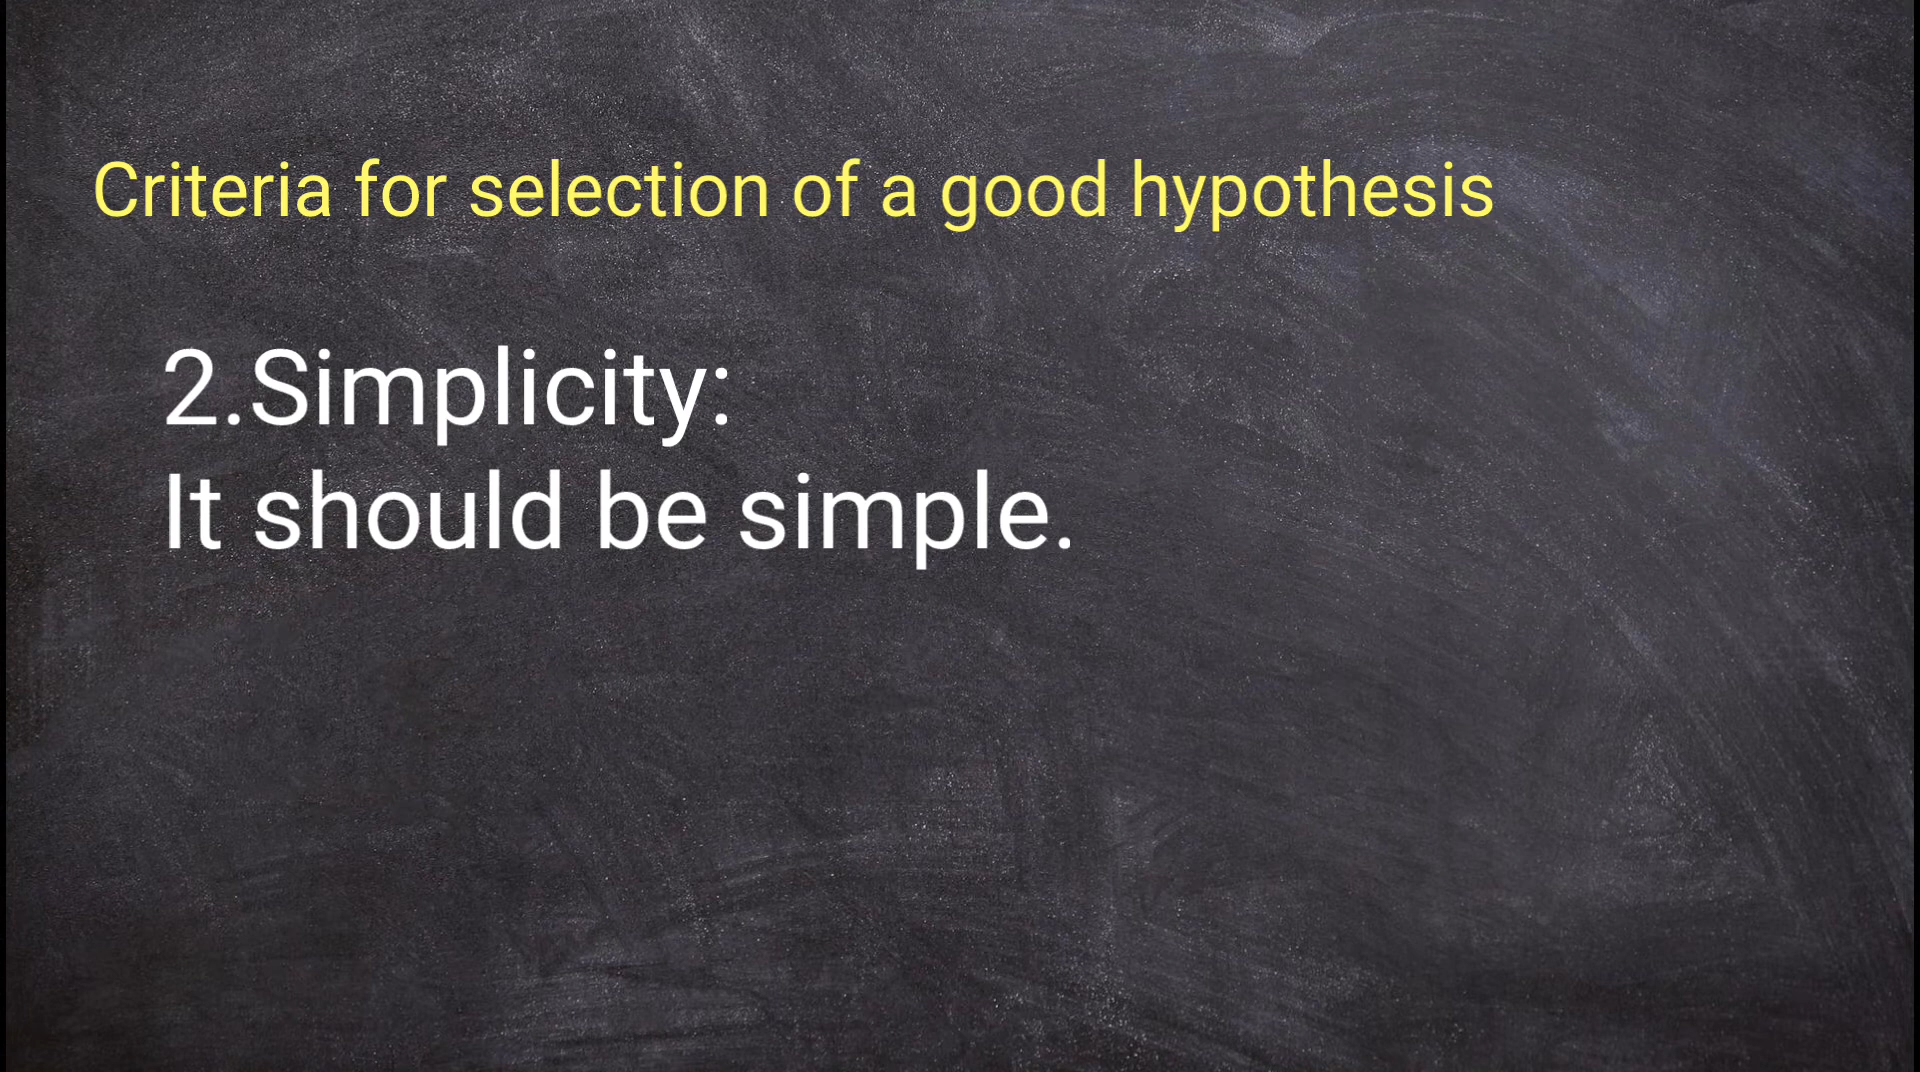 Criteria for selection of a good hypothesis
2.Simplicity:
It should be simple.